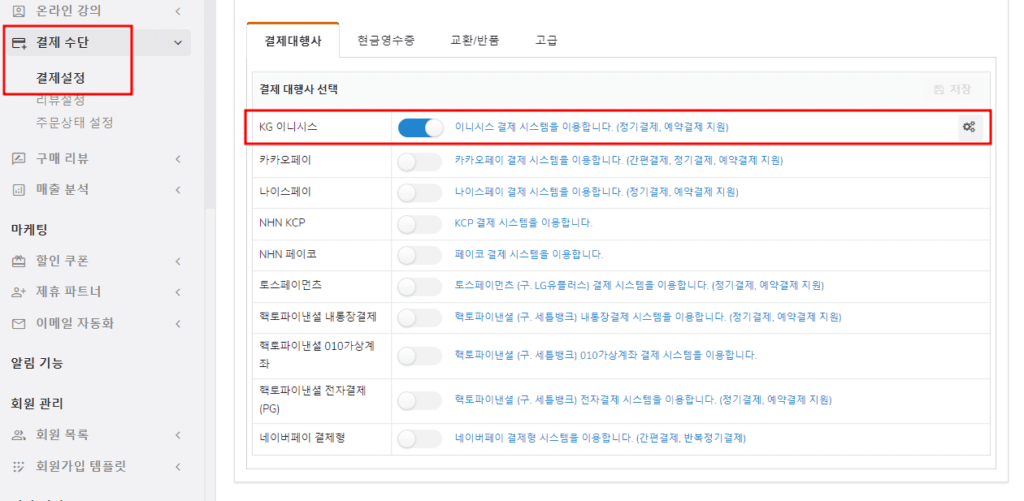 온라인 강의
결제 수단
결제설정
리뷰설정
주문상태 설정
구매 리뷰
매출 분석
마케팅
할인 쿠폰
제휴 파트너
이메일 자동화
알림 기능
회원 관리
회원 목록
회원가입 템플릿
결제대행사 현금영수증 교환/반품 고급
결제 대행사 선택 저장
KG 이니시스 이니시스 결제 시스템을 이용합니다. (정기결제, 예약결제 지원)
카카오페이 카카오페이 결제 시스템을 이용합니다. (간편결제, 정기결제, 예약결제 지원)
나이스페이 나이스페이 결제 시스템을 이용합니다. (정기결제, 예약결제 지원)
NHN KCP KCP 결제 시스템을 이용합니다.
NHN 페이코 페이코 결제 시스템을 이용합니다.
토스페이먼츠 토스페이먼츠 (구. LG유플러스) 결제 시스템을 이용합니다. (정기결제, 예약결제 지원)
핵토파이낸셜 내통장결제 핵토파이낸셜 (구. 세틀뱅크) 내통장결제 시스템을 이용합니다. (정기결제, 예약결제 지원)
핵토파이낸셜 010가상계
좌
핵토파이낸셜 (구. 세틀뱅크) 010가상계좌 결제 시스템을 이용합니다.
핵토파이낸셜 전자결제
(PG)
핵토파이낸셜 (구. 세틀뱅크) 전자결제 시스템을 이용합니다. (정기결제, 예약결제 지원)
네이버페이 결제형 네이버페이 결제형 시스템을 이용합니다. (간편결제, 반복정기결제)